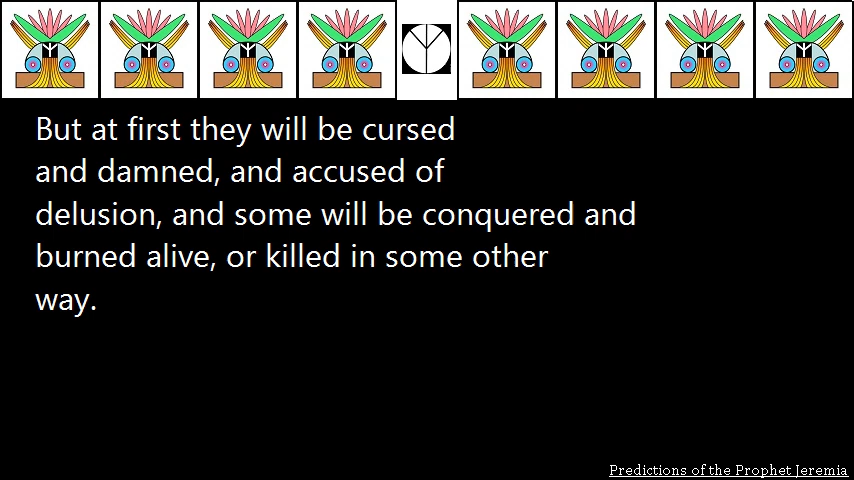 But at first they will be cursed
and damned, and accused of
delusion, and some will be conquered and
burned alive, or killed in some other
way.
Predictions of the Prophet Jeremia